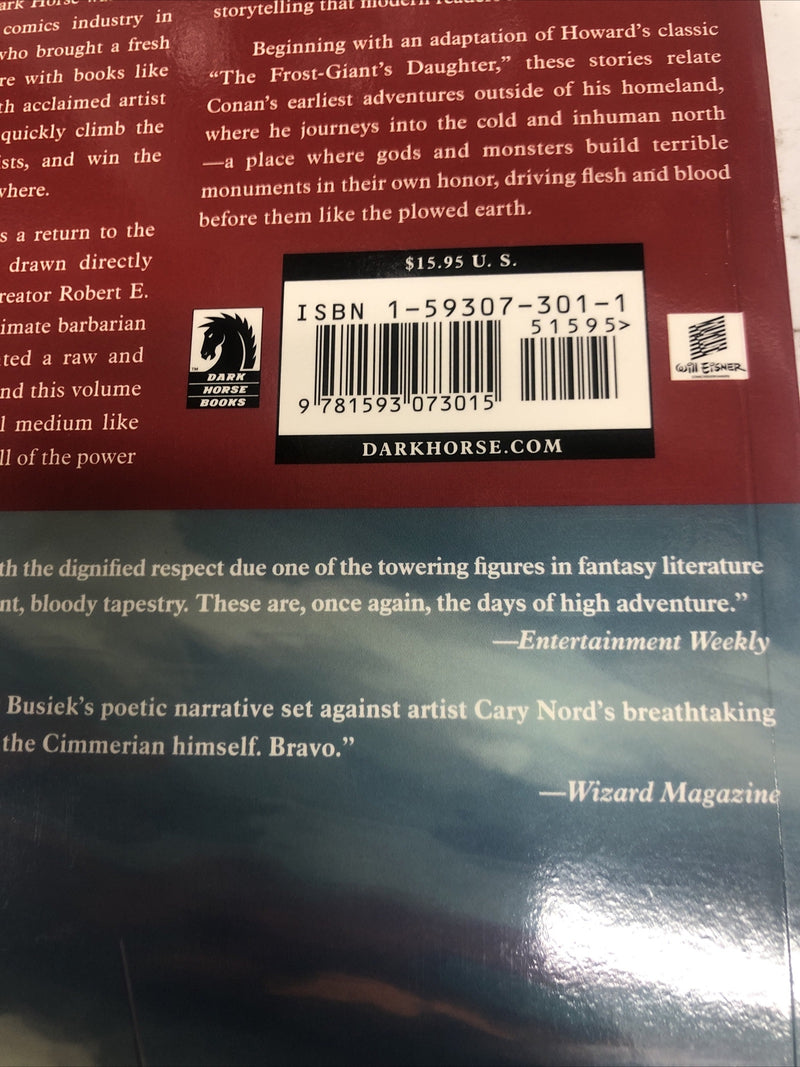 comics industry in
who brought a fresh
re with books like
th acclaimed artist
quickly climb the
ists, and win the
where.
s a return to the
drawn directly
reator Robert E.
imate barbarian
ted a raw and
nd this volume
l medium like
ll of the power
storytelling that modern
Beginning with an adaptation of Howard's classic
"The Frost-Giant's Daughter," these stories relate
Conan's earliest adventures outside of his homeland,
where he journeys into the cold and inhuman north
—a place where gods and monsters build terrible
monuments in their own honor, driving flesh and blood
before them like the plowed earth.
$15.95 U. S.
ISBN 1-59307-301-1
51595>
9 781593 073015
DARKHORSE.COM
™
DARK
HORSE
BOOKS
Will EISNER
th the dignified respect due one of the towering figures in fantasy literature
nt, bloody tapestry. These are, once again, the days of high adventure."
—Entertainment Weekly
Busiek's poetic narrative set against artist Cary Nord's breathtaking
the Cimmerian himself. Bravo."
—Wizard Magazine